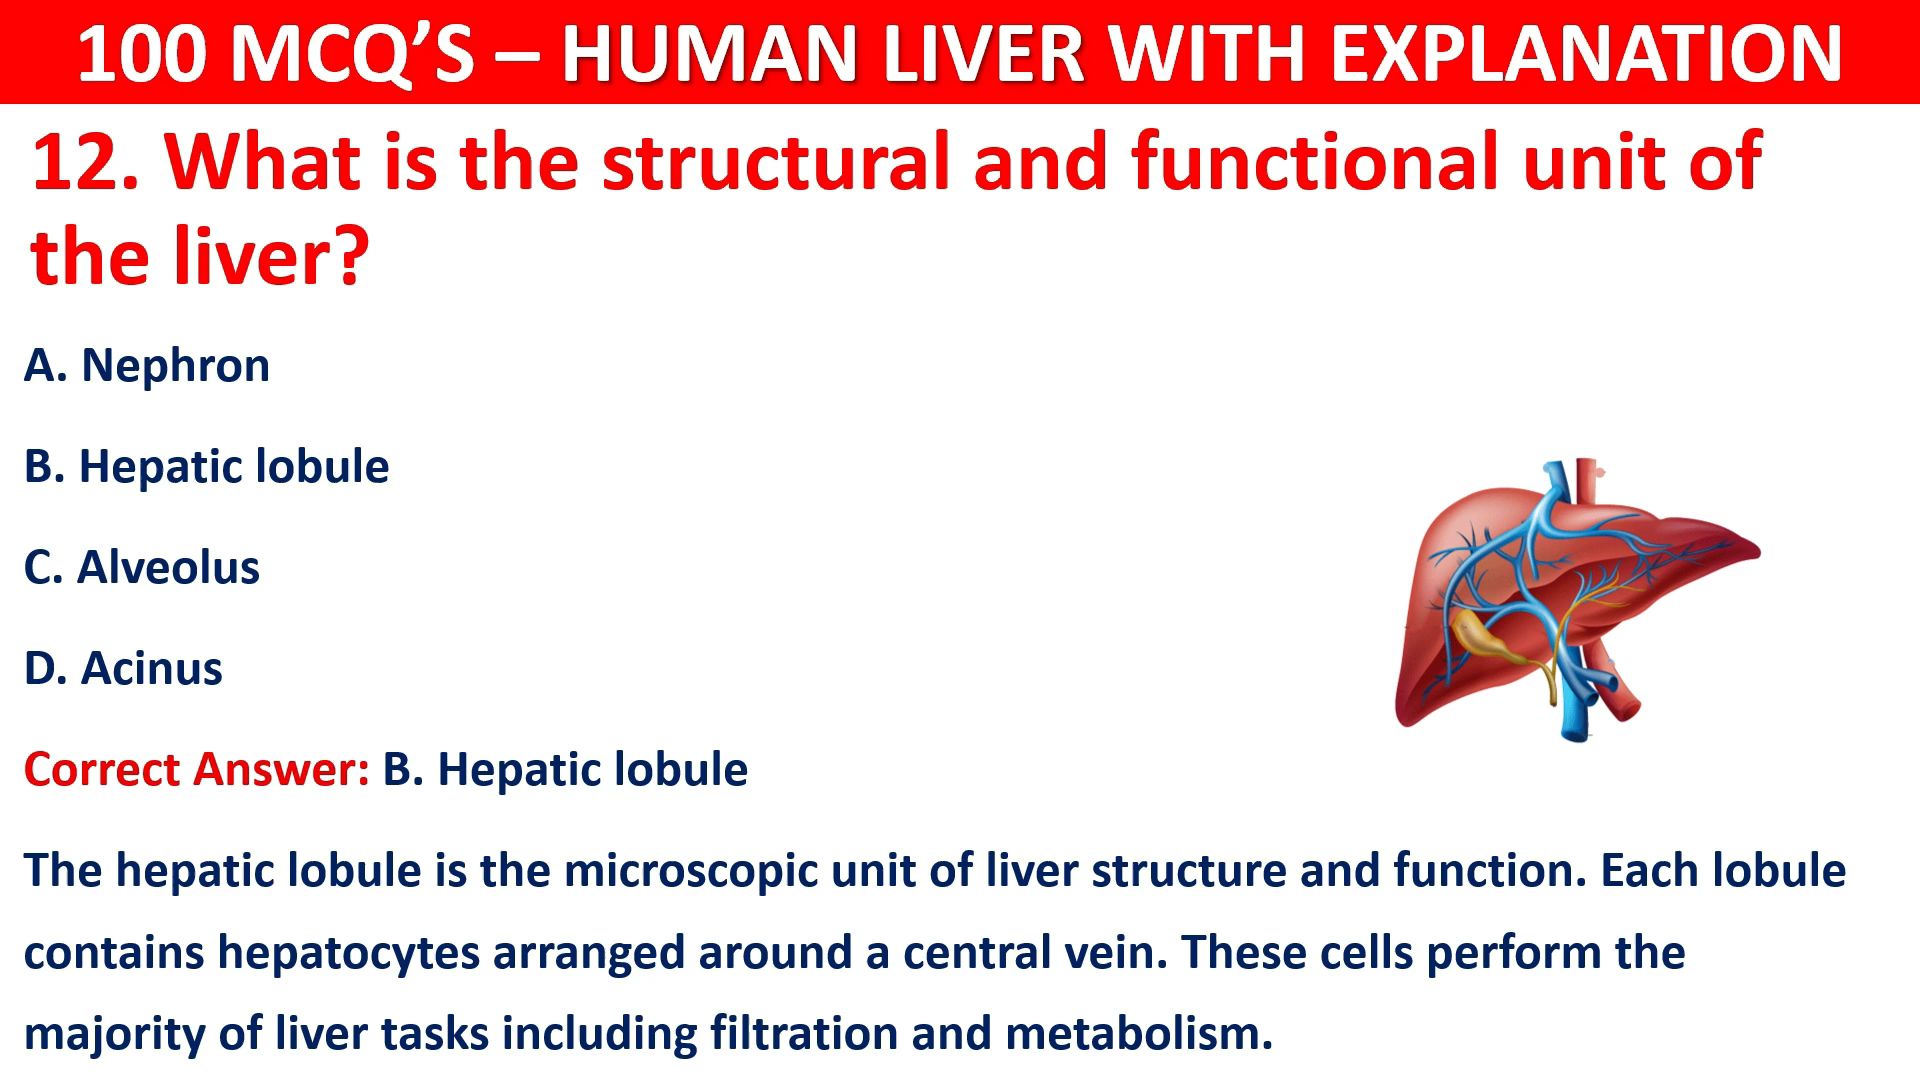 100 MCQ’S – HUMAN LIVER WITH EXPLANATION
12. What is the structural and functional unit of
the liver?
A. Nephron
B. Hepatic lobule
C. Alveolus
D. Acinus
Correct Answer: B. Hepatic lobule
The hepatic lobule is the microscopic unit of liver structure and function. Each lobule
contains hepatocytes arranged around a central vein. These cells perform the
majority of liver tasks including filtration and metabolism.